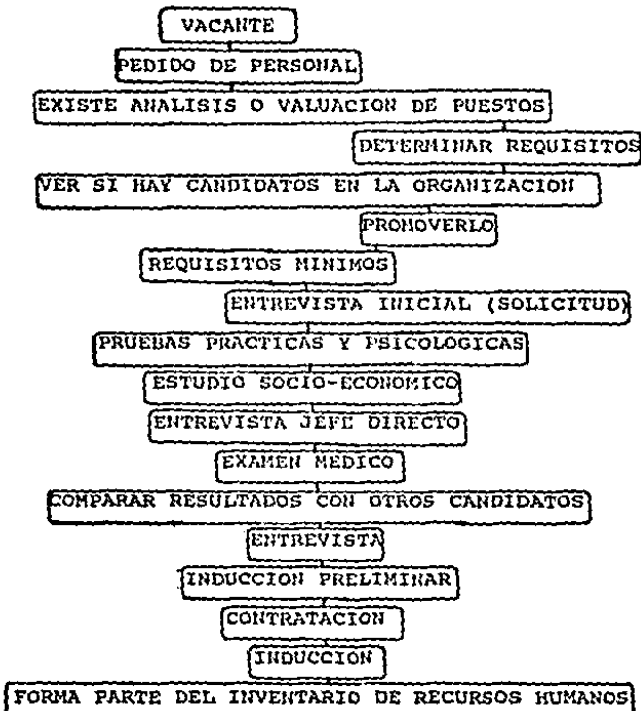 VACANTE
PEDIDO DE PERSONAL
EXISTE ANALISIS O VALUACION DE PUESTOS
DETERMINAR REQUISITOS
VER SI HAY CANDIDATOS EN LA ORGANIZACION
PROMOVERLO
REQUISITOS MINIMOS
ENTREVISTA INICIAL (SOLICITUD)
PRUEBAS PRACTICAS Y PSICOLOGICAS
ESTUDIO SOCIO-ECONOMICO
ENTREVISTA JEFE DIRECTO
EXAMEN MEDICO
COMPARAR RESULTADOS CON OTROS CANDIDATOS
ENTREVISTA
INDUCCION PRELIMINAR
CONTRATACION
INDUCCION
FORMA PARTE DEL INVENTARIO DE RECURSOS HUMANOS